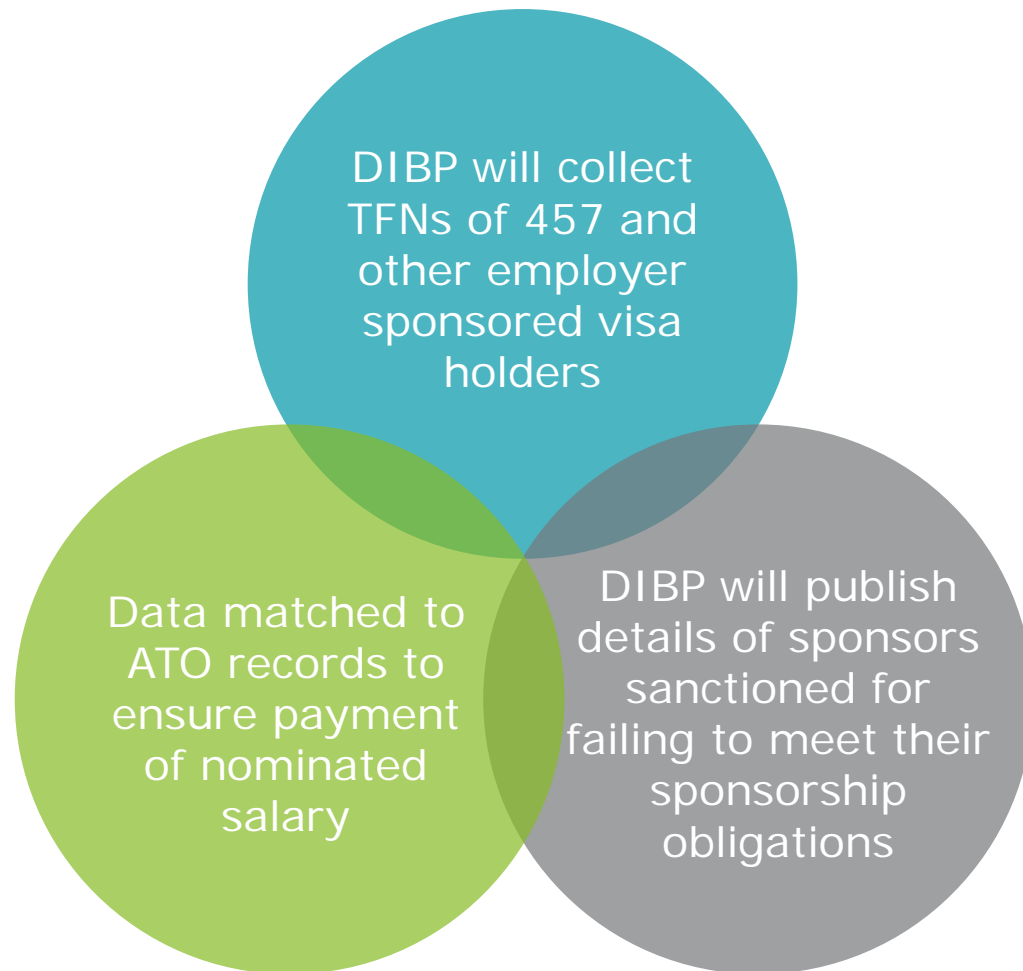 DIBP will collect
TFNs of 457 and
other employer
sponsored visa
holders
Data matched to
ATO records to
ensure payment
of nominated
salary
DIBP will publish
details of sponsors
sanctioned for
failing to meet their
sponsorship
obligations